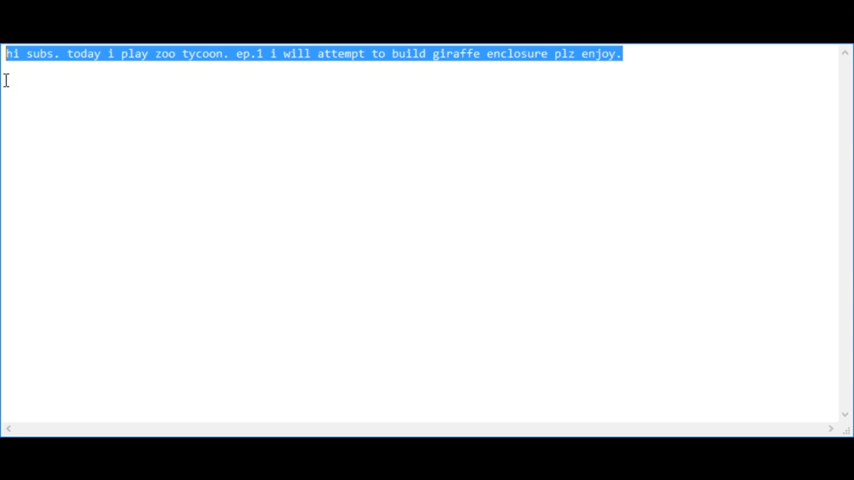 hi subs. today i play zoo tycoon. ep.1 i will attempt to build giraffe enclosure plz enjoy.